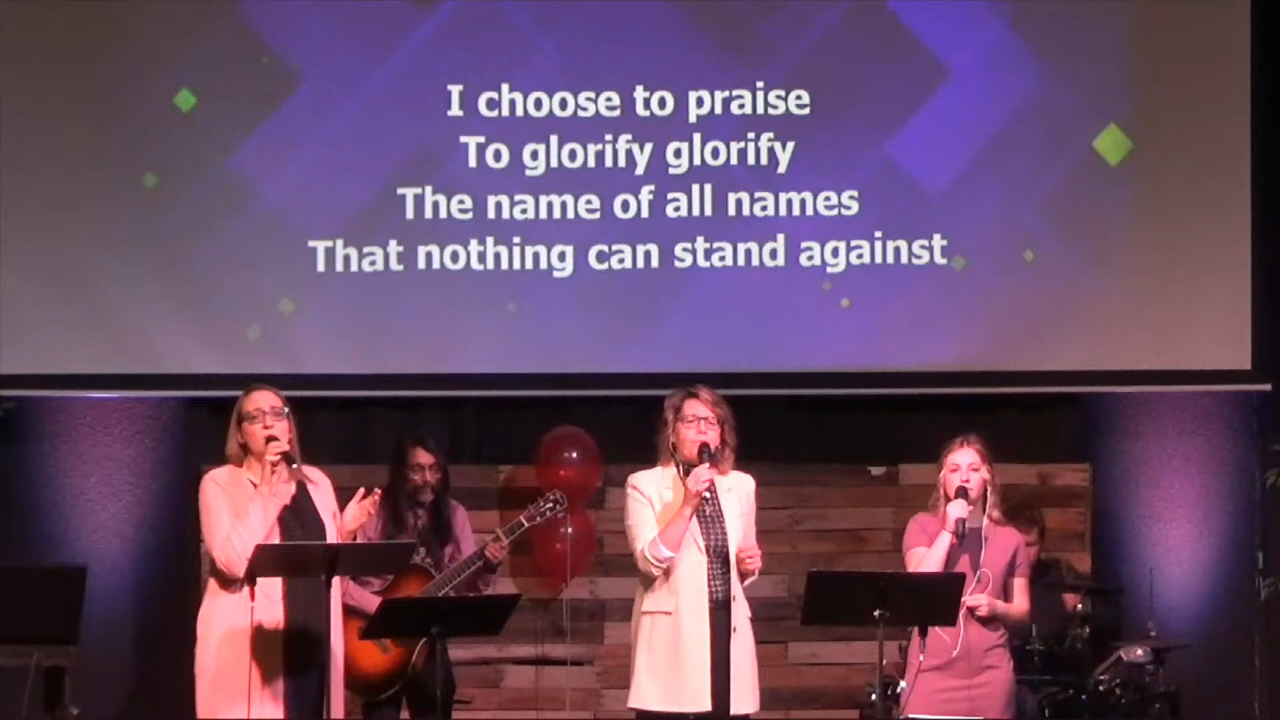 I choose to praise
To glorify glorify
The name of all names
That nothing can stand against